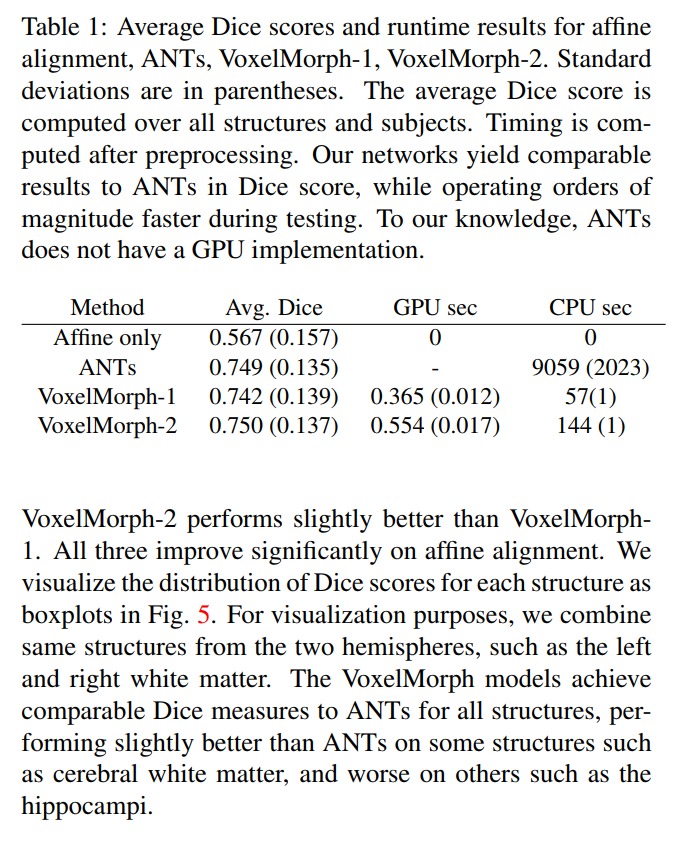 Table 1: Average Dice scores and runtime results for affine
alignment, ANTs, VoxelMorph-1, VoxelMorph-2. Standard
deviations are in parentheses. The average Dice score is
computed over all structures and subjects. Timing is com-
puted after preprocessing. Our networks yield comparable
results to ANTs in Dice score, while operating orders of
magnitude faster during testing. To our knowledge, ANTs
does not have a GPU implementation.
Method Avg. Dice GPU sec CPU sec
Affine only 0.567 (0.157) 0 0
ANTs 0.749 (0.135) - 9059 (2023)
VoxelMorph-1 0.742 (0.139) 0.365 (0.012) 57(1)
VoxelMorph-2 0.750 (0.137) 0.554 (0.017) 144 (1)
VoxelMorph-2 performs slightly better than VoxelMorph-
1. All three improve significantly on affine alignment. We
visualize the distribution of Dice scores for each structure as
boxplots in Fig. 5. For visualization purposes, we combine
same structures from the two hemispheres, such as the left
and right white matter. The VoxelMorph models achieve
comparable Dice measures to ANTs for all structures, per-
forming slightly better than ANTs on some structures such
as cerebral white matter, and worse on others such as the
hippocampi.